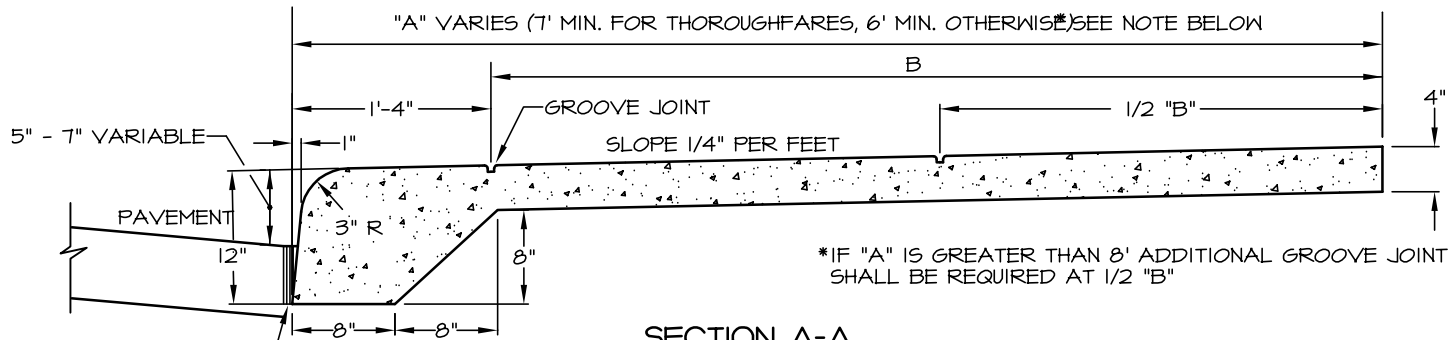 "A" VARIES (7' MIN. FOR THOROUGHFARES, 6' MIN. OTHERWISE*)SEE NOTE BELOW
B
1'-4"
1/2 "B"
4"
GROOVE JOINT
5" - 7" VARIABLE
1"
SLOPE 1/4" PER FEET
PAVEMENT
3" R
12"
8"
*IF "A" IS GREATER THAN 8' ADDITIONAL GROOVE JOINT
SHALL BE REQUIRED AT 1/2 "B"
8"
8"
SECTION A-A